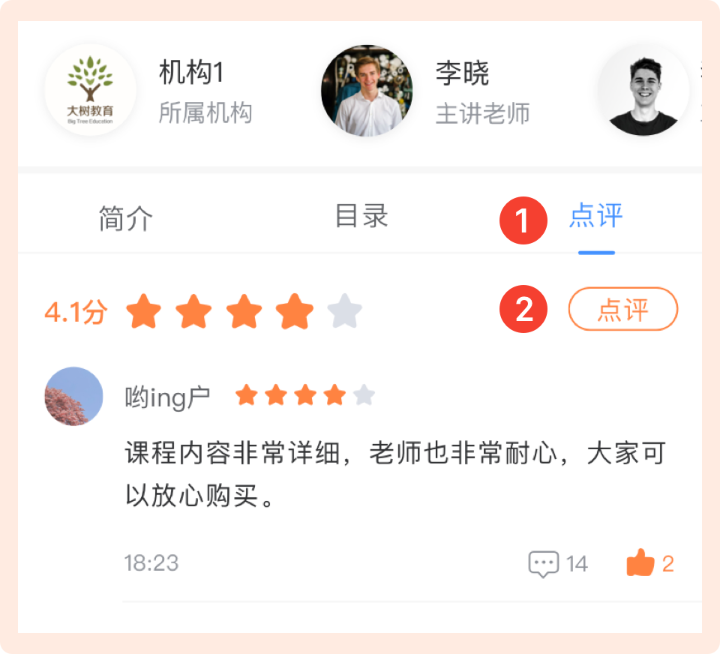 机构1
大树教育
Big Tree Education
所属机构
李晓
主讲老师
简介
目录
1
点评
4.1分
2
点评
哟ing户
课程内容非常详细，老师也非常耐心，大家可
以放心购买。
18:23
14
2